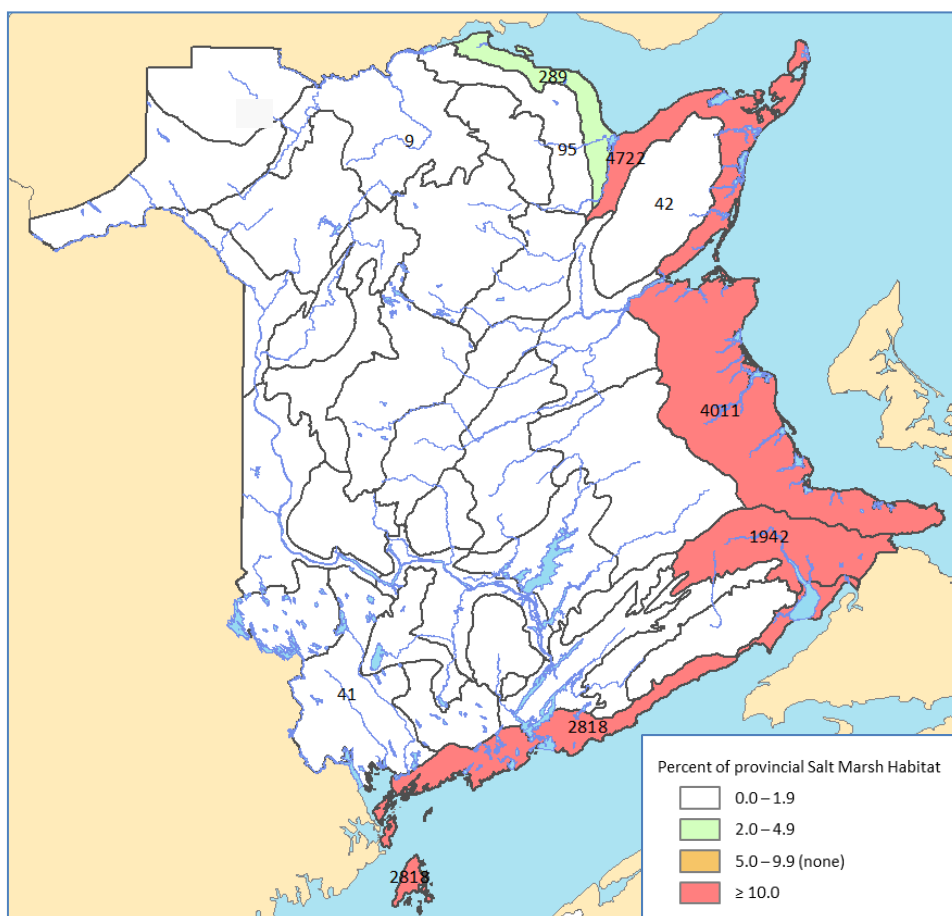 289
9
95
4722
42
4011
1942
41
2818
2818
Percent of provincial Salt Marsh Habitat
0.0 – 1.9
2.0 – 4.9
5.0 – 9.9 (none)
≥ 10.0